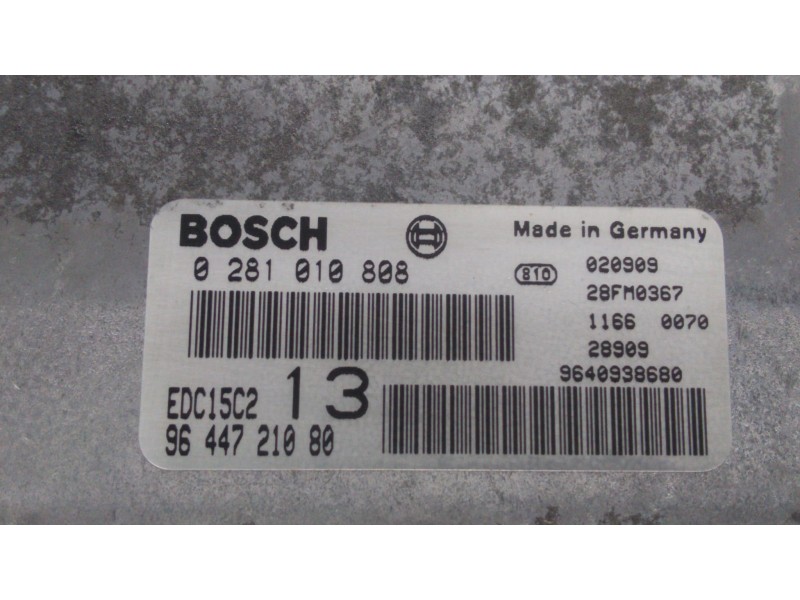 BOSCH
Made in Germany
0 281 010 808
810
020909
28FM0367
1166 0070
28909
9640938680
EDC15C2 13
96 447 210 80